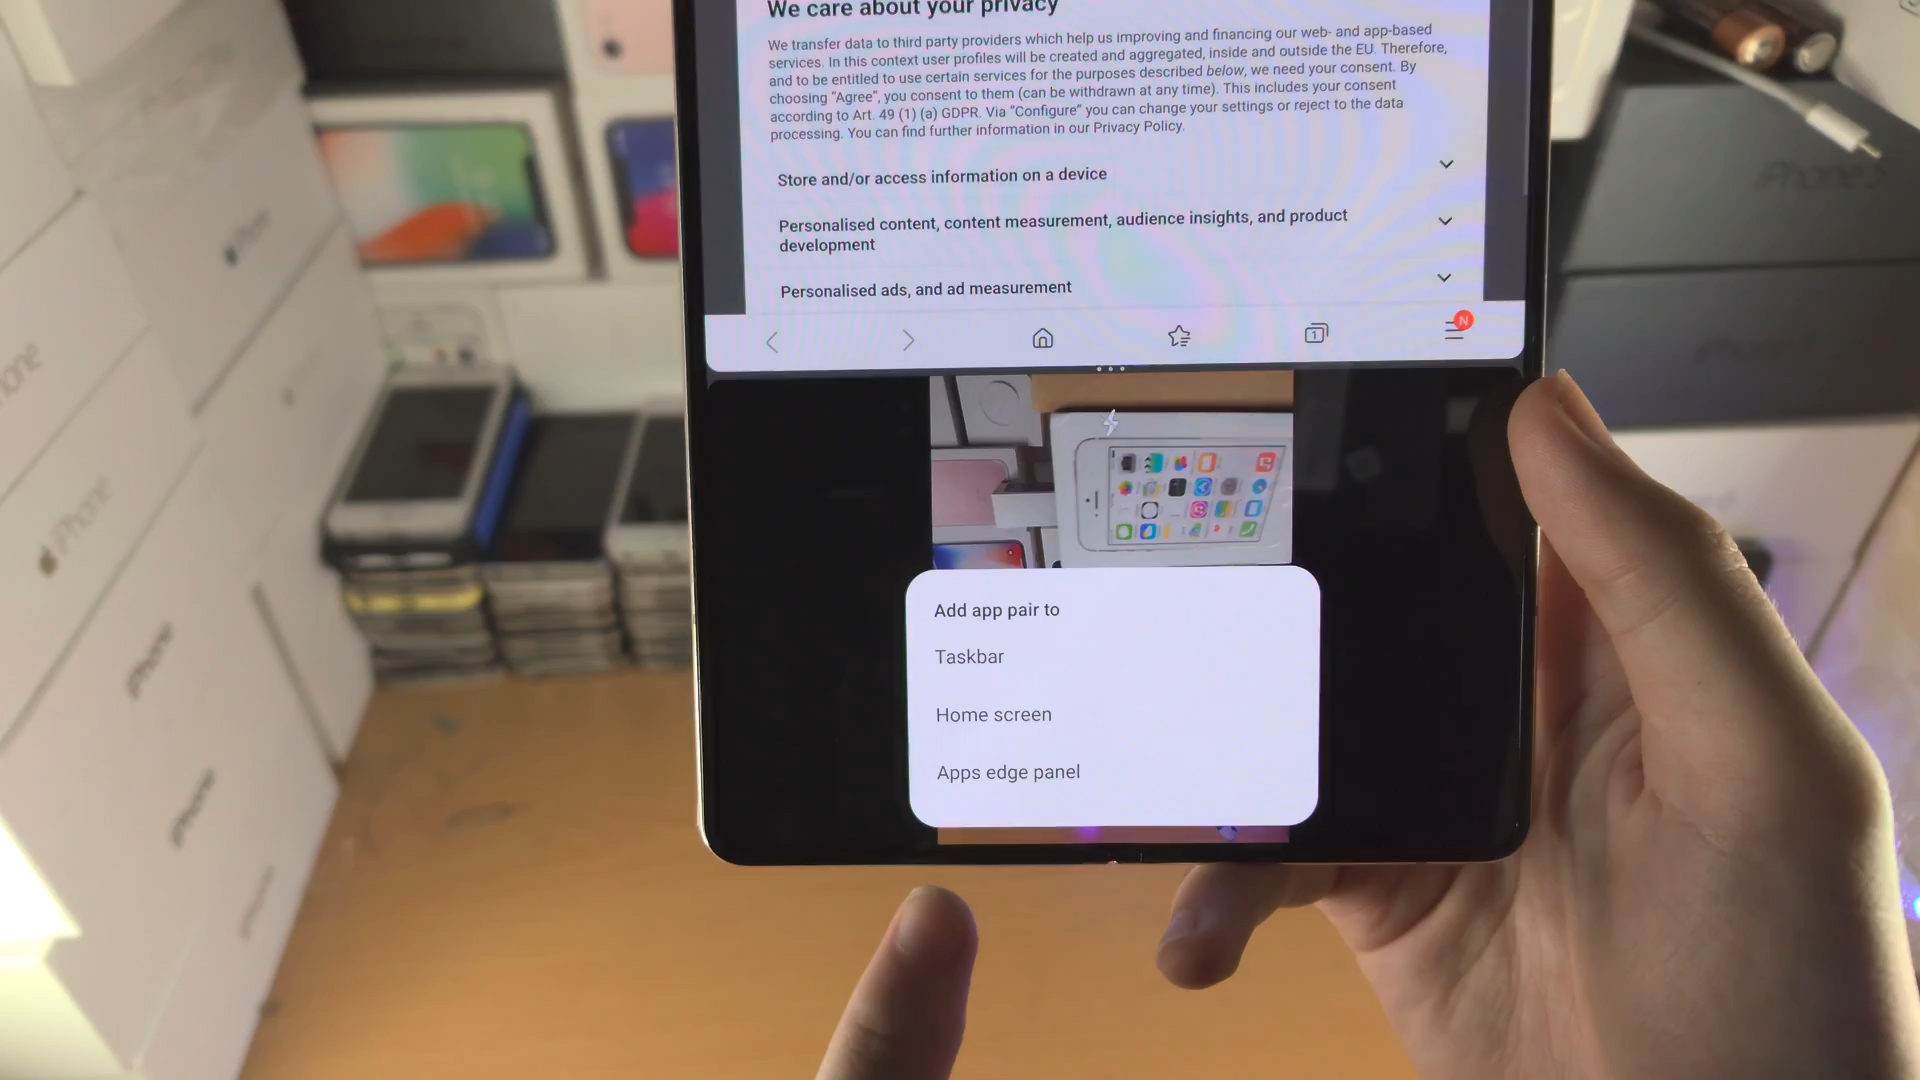 We care about your privacy
We transfer data to third party providers which help us improving and financing our web- and app-based
services. In this context user profiles will be created and aggregated, inside and outside the EU. Therefore,
and to be entitled to use certain services for the purposes described below, we need your consent. By
choosing "Agree", you consent to them (can be withdrawn at any time). This includes your consent
according to Art. 49 (1) (a) GDPR. Via "Configure" you can change your settings or reject to the data
processing. You can find further information in our Privacy Policy.
Store and/or access information on a device
Personalised content, content measurement, audience insights, and product
development
Personalised ads, and ad measurement
1
N
Add app pair to
Taskbar
Home screen
Apps edge panel
iPhone
iPhone
iPhone
iPhone